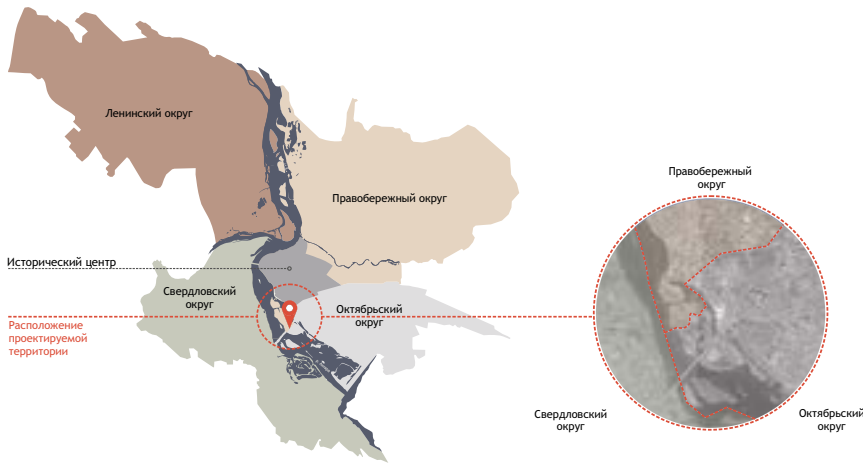 Ленинский округ
Правобережный округ
Исторический центр
Свердловский
округ
Октябрьский
округ
Расположение
проектируемой
территории
Правобережный
округ
Свердловский
округ
Октябрьский
округ